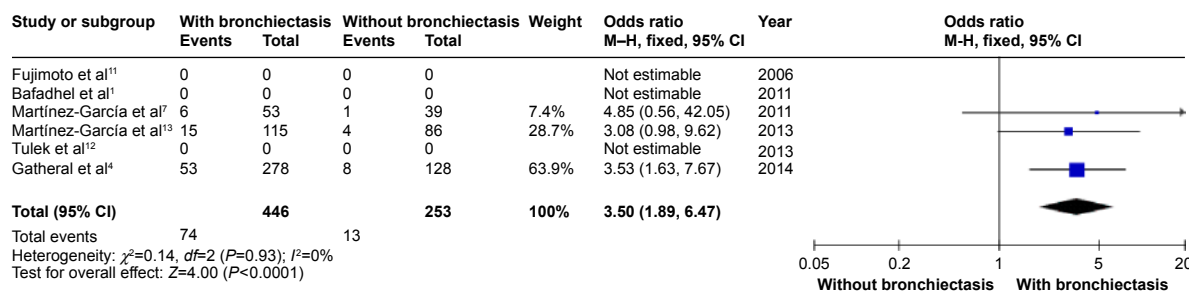 Study or subgroup With bronchiectasis Without bronchiectasis Weight Odds ratio Year Odds ratio
Events Total Events Total M–H, fixed, 95% CI M-H, fixed, 95% CI
Fujimoto et al¹¹ 0 0 0 0 Not estimable 2006
Bafadhel et al¹ 0 0 0 0 Not estimable 2011
Martínez-García et al⁷ 6 53 1 39 7.4% 4.85 (0.56, 42.05) 2011
Martínez-García et al¹³ 15 115 4 86 28.7% 3.08 (0.98, 9.62) 2013
Tulek et al¹² 0 0 0 0 Not estimable 2013
Gatheral et al⁴ 53 278 8 128 63.9% 3.53 (1.63, 7.67) 2014
Total (95% CI) 446 253 100% 3.50 (1.89, 6.47)
Total events 74 13
Heterogeneity: χ²=0.14, df=2 (P=0.93); I²=0%
Test for overall effect: Z=4.00 (P<0.0001)
0.05 0.2 1 5 20
Without bronchiectasis With bronchiectasis